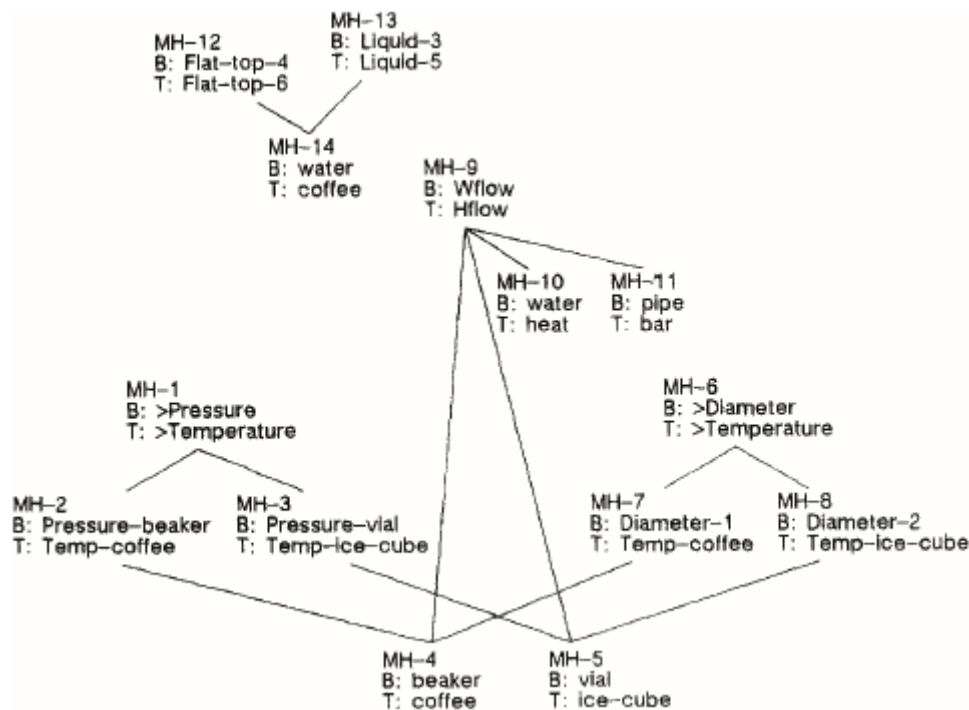 MH-12
B: Flat-top-4
T: Flat-top-6
MH-13
B: Liquid-3
T: Liquid-5
MH-14
B: water
T: coffee
MH-9
B: Wflow
T: Hflow
MH-10
B: water
T: heat
MH-11
B: pipe
T: bar
MH-1
B: >Pressure
T: >Temperature
MH-6
B: >Diameter
T: >Temperature
MH-2
B: Pressure-beaker
T: Temp-coffee
MH-3
B: Pressure-vial
T: Temp-ice-cube
MH-7
B: Diameter-1
T: Temp-coffee
MH-8
B: Diameter-2
T: Temp-ice-cube
MH-4
B: beaker
T: coffee
MH-5
B: vial
T: ice-cube